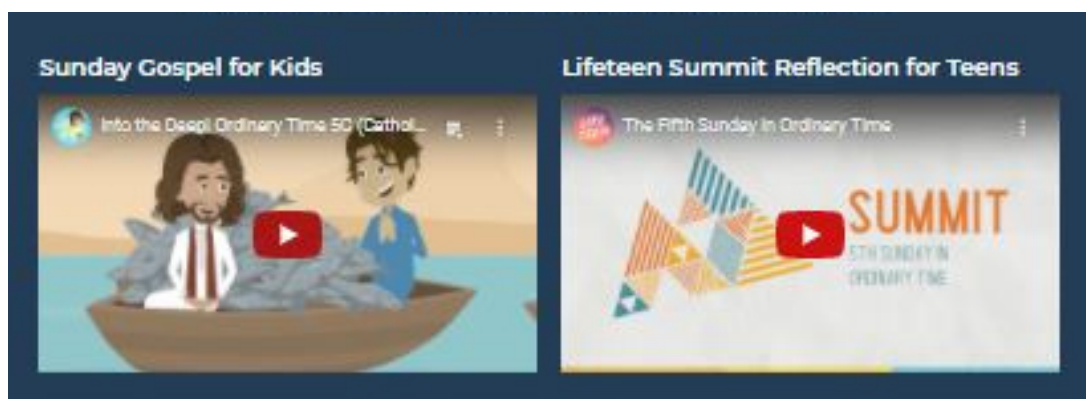 Sunday Gospel for Kids
Into the Deep! Ordinary Time 5C (Cathol...
Lifeteen Summit Reflection for Teens
The Fifth Sunday in Ordinary Time
SUMMIT
5TH SUNDAY IN
ORDINARY TIME